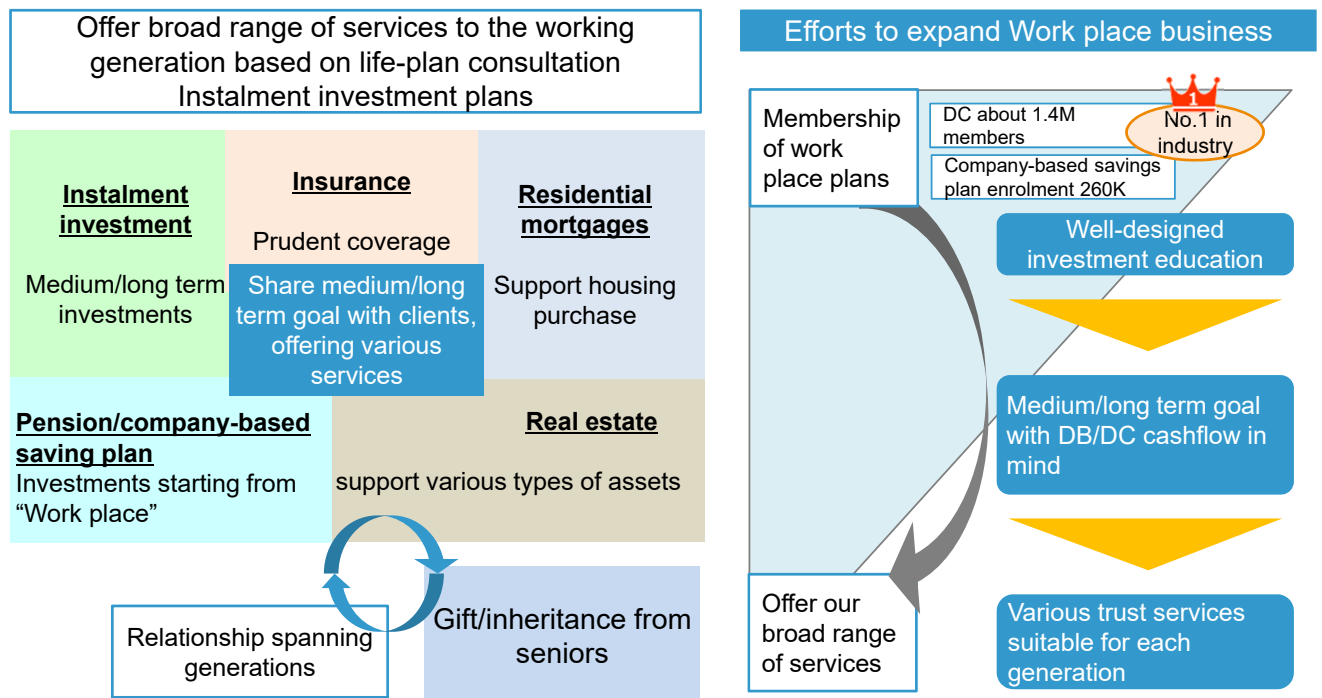 Offer broad range of services to the working
generation based on life-plan consultation
Instalment investment plans
Instalment
investment
Medium/long term
investments
Insurance
Prudent coverage
Residential
mortgages
Support housing
purchase
Share medium/long
term goal with clients,
offering various
services
Pension/company-based
saving plan
Investments starting from
“Work place”
Real estate
support various types of assets
Relationship spanning
generations
Gift/inheritance from
seniors
Efforts to expand Work place business
Membership
of work
place plans
DC about 1.4M
members
1
No.1 in
industry
Company-based savings
plan enrolment 260K
Well-designed
investment education
Medium/long term goal
with DB/DC cashflow in
mind
Offer our
broad range
of services
Various trust services
suitable for each
generation